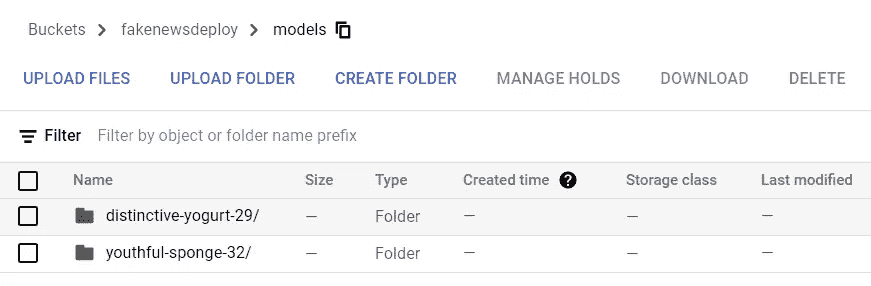 Buckets > fakenewsdeploy > models
UPLOAD FILES UPLOAD FOLDER CREATE FOLDER MANAGE HOLDS DOWNLOAD DELETE
Filter Filter by object or folder name prefix
Name Size Type Created time ? Storage class Last modified
distinctive-yogurt-29/ — Folder — — —
youthful-sponge-32/ — Folder — — —